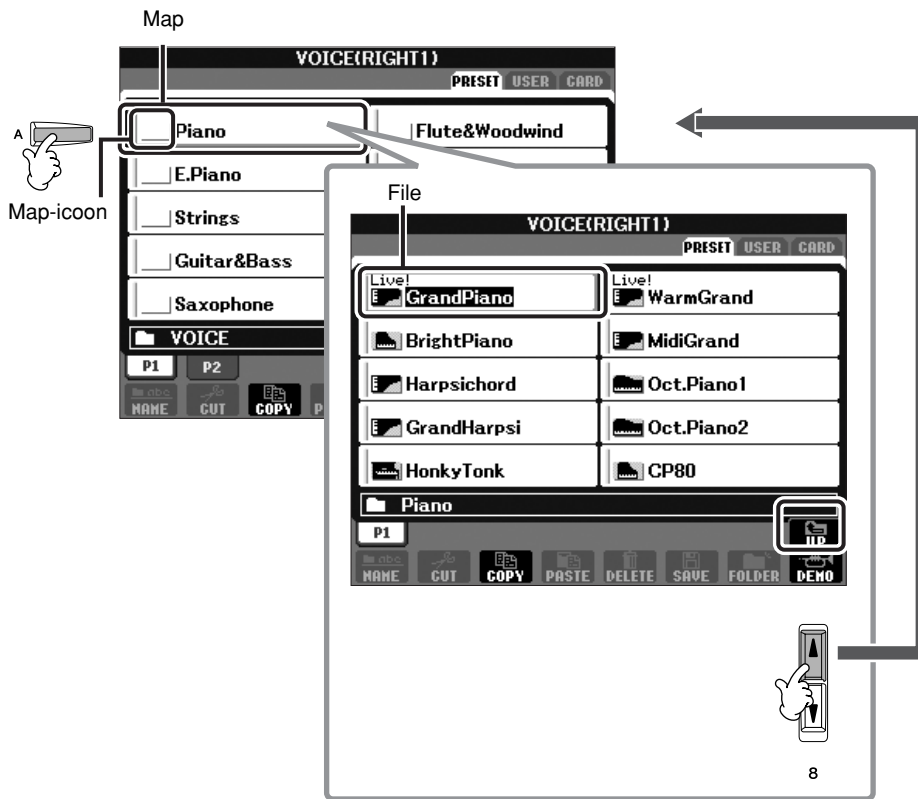 Map
VOICE(RIGHT1)
PRESET USER CARD
A
Piano
Flute&Woodwind
E.Piano
Map-icoon
Strings
Guitar&Bass
Saxophone
VOICE
P1 P2
NAME CUT COPY P
File
VOICE(RIGHT1)
PRESET USER CARD
Live! GrandPiano
Live! WarmGrand
BrightPiano
MidiGrand
Harpsichord
Oct.Piano1
GrandHarpsi
Oct.Piano2
HonkyTonk
CP80
Piano
P1
UP
NAME CUT COPY PASTE DELETE SAVE FOLDER DEMO
8